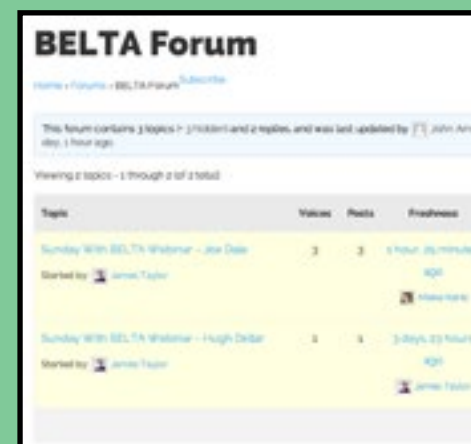 BELTA Forum
Home › Forums › BELTA Forum Subscribe
This forum contains 3 topics (+ 3 hidden) and 2 replies, and was last updated by John
day, 1 hour ago.
Viewing 2 topics - 1 through 2 (of 2 total)
Topic Voices Posts Freshness
Sunday With BELTA Webinar – Joe Dale 3 3 1 hour, 25 minute
Started by James Taylor ago
Sunday With BELTA Webinar – Hugh Dellar 1 1 3 days, 23 hours
Started by James Taylor ago
James Taylor